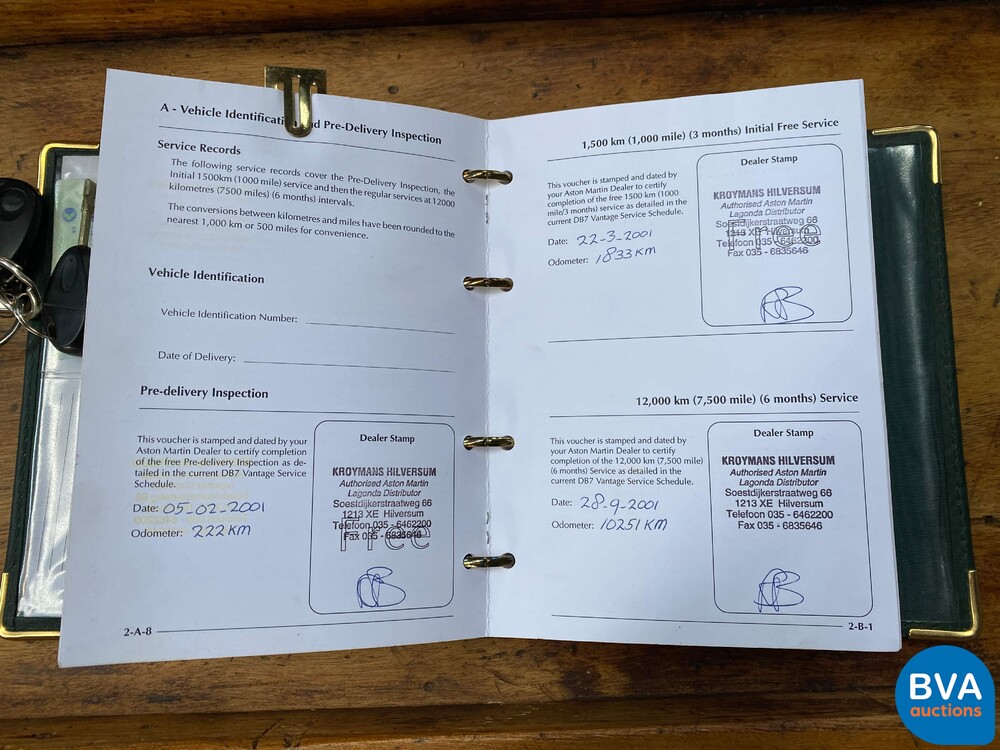 A - Vehicle Identification and Pre-Delivery Inspection
Service Records
The following service records cover the Pre-Delivery Inspection, the
Initial 1500km (1000 mile) service and then the regular services at 12000
kilometres (7500 miles) (6 months) intervals.
The conversions between kilometres and miles have been rounded to the
nearest 1,000 km or 500 miles for convenience.
Vehicle Identification
Vehicle Identification Number:
Date of Delivery:
Pre-delivery Inspection
This voucher is stamped and dated by your
Aston Martin Dealer to certify completion
of the free Pre-delivery Inspection as de-
tailed in the current DB7 Vantage Service
Schedule.
Date: 05-02-2001
Odometer: 222 KM
Dealer Stamp
KROYMANS HILVERSUM
Authorised Aston Martin
Lagonda Distributor
Soestdijkerstraatweg 66
1213 XE Hilversum
Telefoon 035 - 6462200
Fax 035 - 6835646
Free
2-A-8
1,500 km (1,000 mile) (3 months) Initial Free Service
This voucher is stamped and dated by
your Aston Martin Dealer to certify
completion of the free 1500 km (1000
mile/3 months) service as detailed in the
current DB7 Vantage Service Schedule.
Date: 22-3-2001
Odometer: 1833 KM
Dealer Stamp
KROYMANS HILVERSUM
Authorised Aston Martin
Lagonda Distributor
Soestdijkerstraatweg 66
1213 XE Hilversum
Telefoon 035 - 6462200
Fax 035 - 6835646
Free
12,000 km (7,500 mile) (6 months) Service
This voucher is stamped and dated by
your Aston Martin Dealer to certify
completion of the 12,000 km (7,500 mile)
(6 months) Service as detailed in the
current DB7 Vantage Service Schedule.
Date: 28-9-2001
Odometer: 10251 KM
Dealer Stamp
KROYMANS HILVERSUM
Authorised Aston Martin
Lagonda Distributor
Soestdijkerstraatweg 66
1213 XE Hilversum
Telefoon 035 - 6462200
Fax 035 - 6835646
2-B-1
BVA
auctions